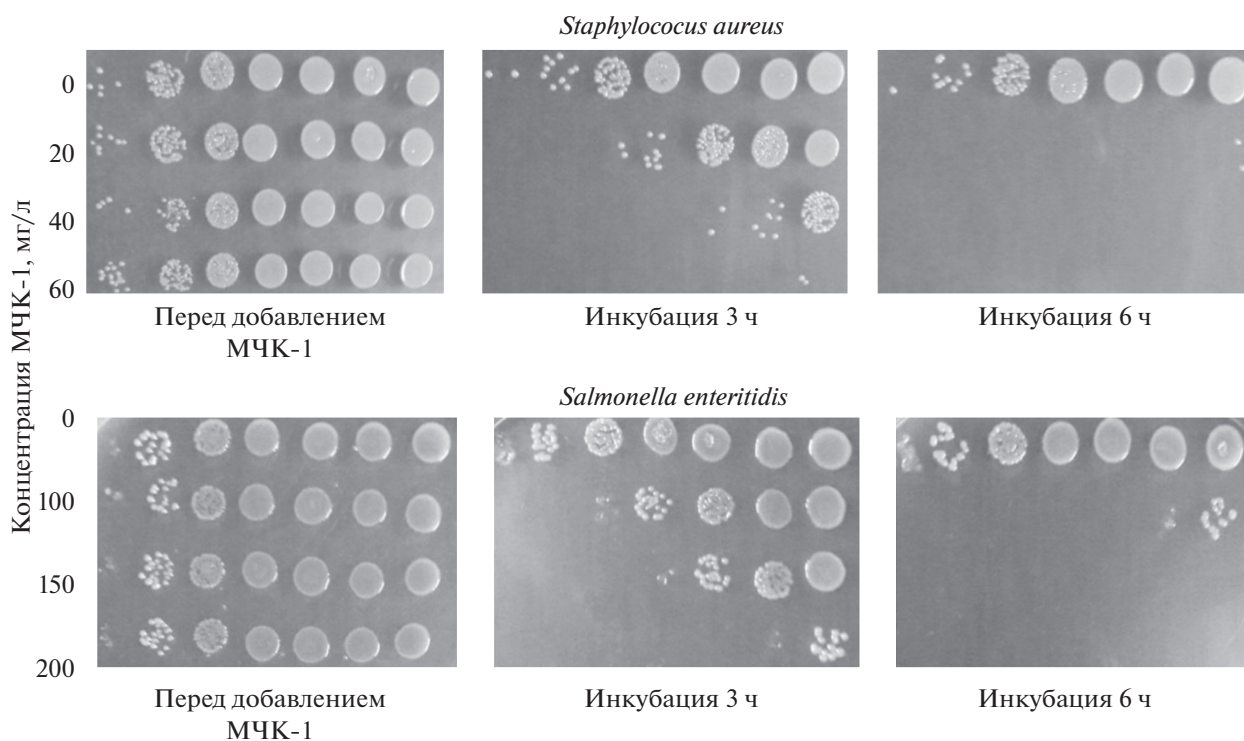 Staphylococus aureus
0
20
40
60
Концентрация МЧК-1, мг/л
Перед добавлением
МЧК-1
Инкубация 3 ч
Инкубация 6 ч
Salmonella enteritidis
0
100
150
200
Перед добавлением
МЧК-1
Инкубация 3 ч
Инкубация 6 ч